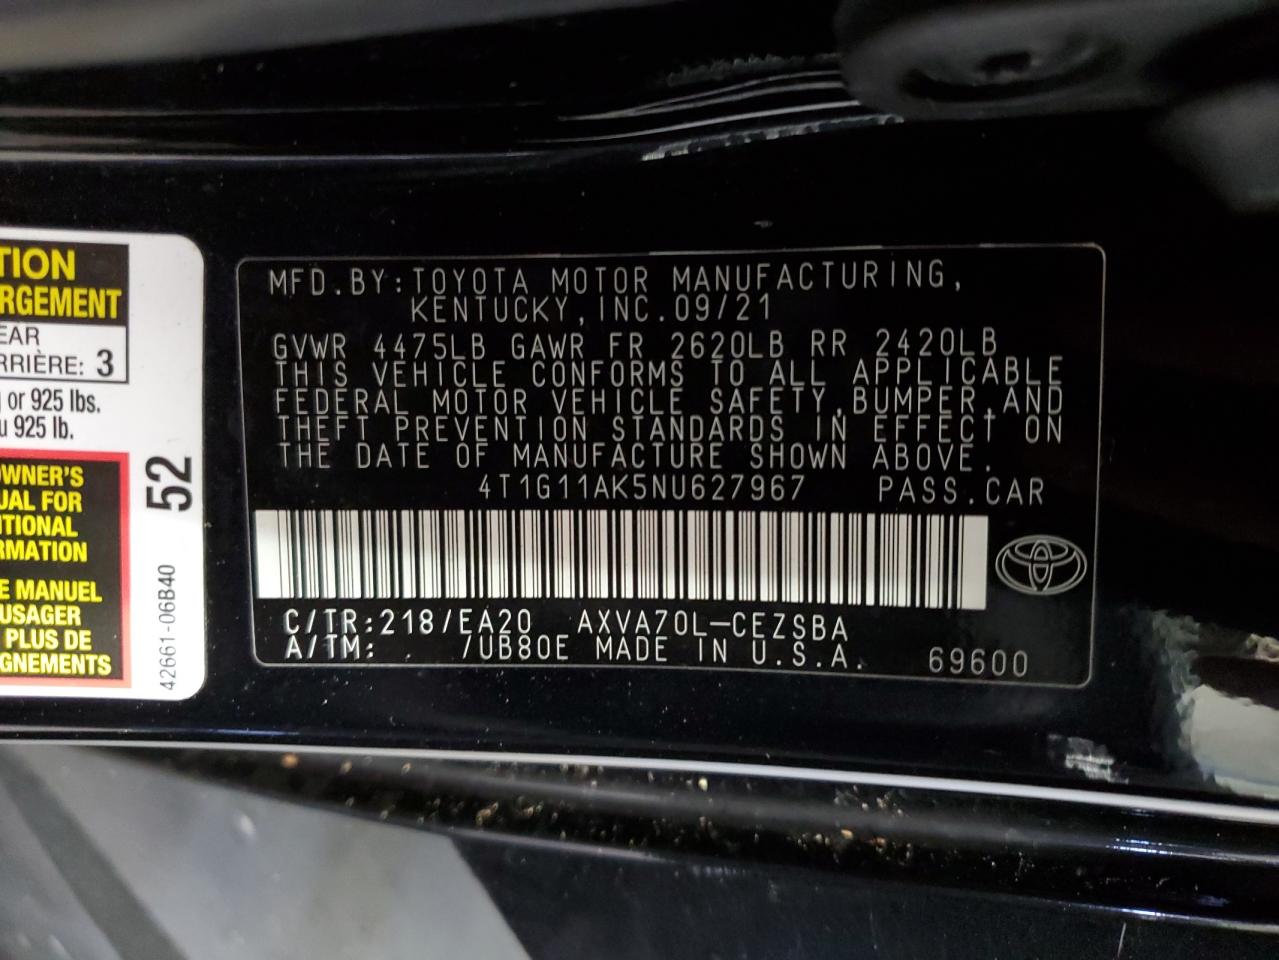 TION
RGEMENT
EAR
RRIÈRE: 3
or 925 lbs.
u 925 lb.
OWNER'S
UAL FOR
ITIONAL
RMATION
E MANUEL
USAGER
PLUS DE
GNEMENTS
52
42661-06B40
MFD.BY:TOYOTA MOTOR MANUFACTURING,
KENTUCKY,INC.09/21
GVWR 4475LB GAWR FR 2620LB RR 2420LB
THIS VEHICLE CONFORMS TO ALL APPLICABLE
FEDERAL MOTOR VEHICLE SAFETY,BUMPER,AND
THEFT PREVENTION STANDARDS IN EFFECT ON
THE DATE OF MANUFACTURE SHOWN ABOVE.
4T1G11AK5NU627967 PASS.CAR
C/TR:218/EA20 AXVA70L-CEZSBA
A/TM: . /UB80E MADE IN U.S.A. 69600